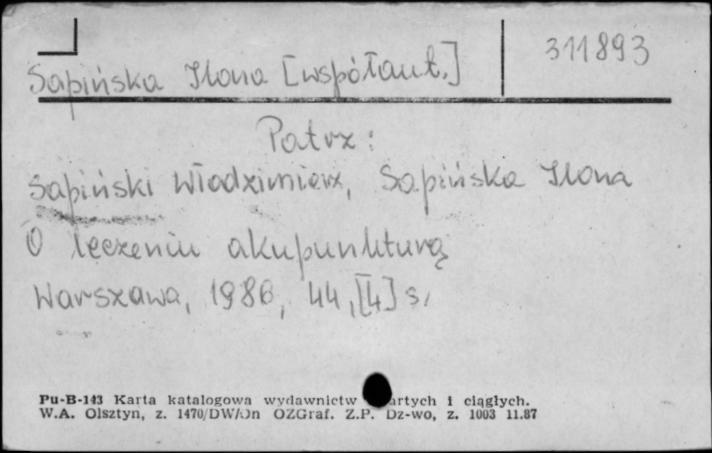 Sapińska Ilona [współaut.]
311893
Patrz:
Sapiński Włodzimierz, Sapińska Ilona
O leczeniu akupunkturą
Warszawa, 1986, 44,[4] s,
Pu-B-143 Karta katalogowa wydawnictw artych i ciągłych.
W.A. Olsztyn, z. 1470/DW/Dn OZGraf. Z.P. Dz-wo, z. 1003 11.87